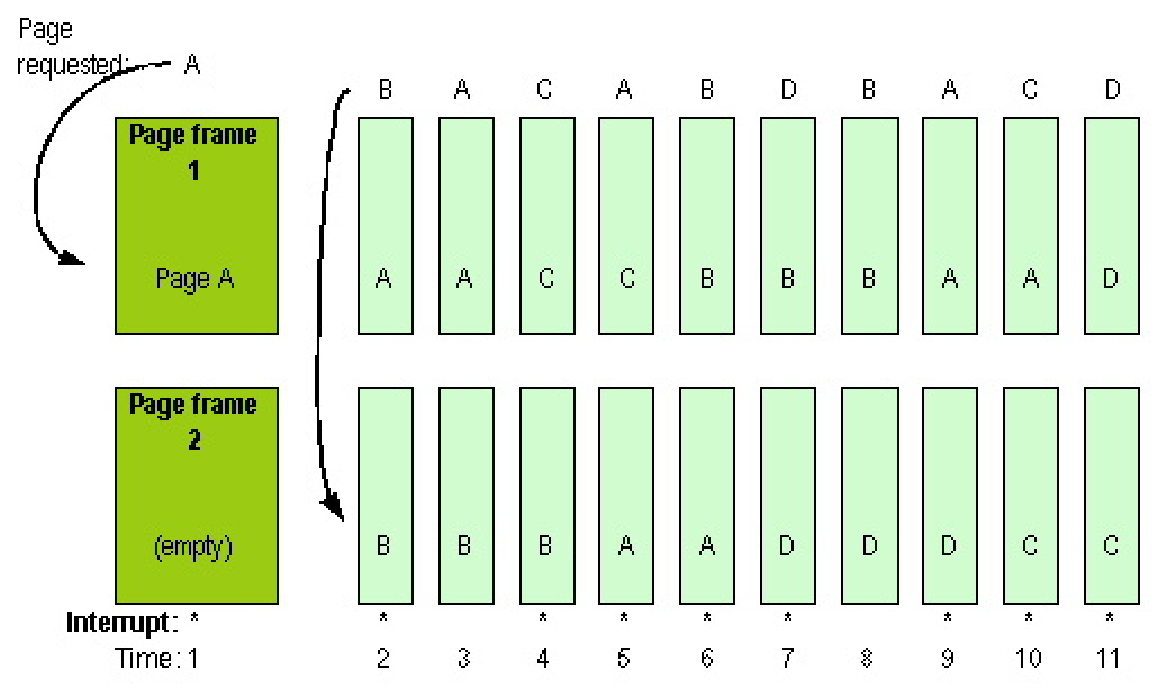 Page
requested: A
B A C A B D B A C D
Page frame
1
Page A
A A C C B B B A A D
Page frame
2
(empty)
B B B A A D D D C C
Interrupt: * * * * * * * * *
Time: 1 2 3 4 5 6 7 8 9 10 11